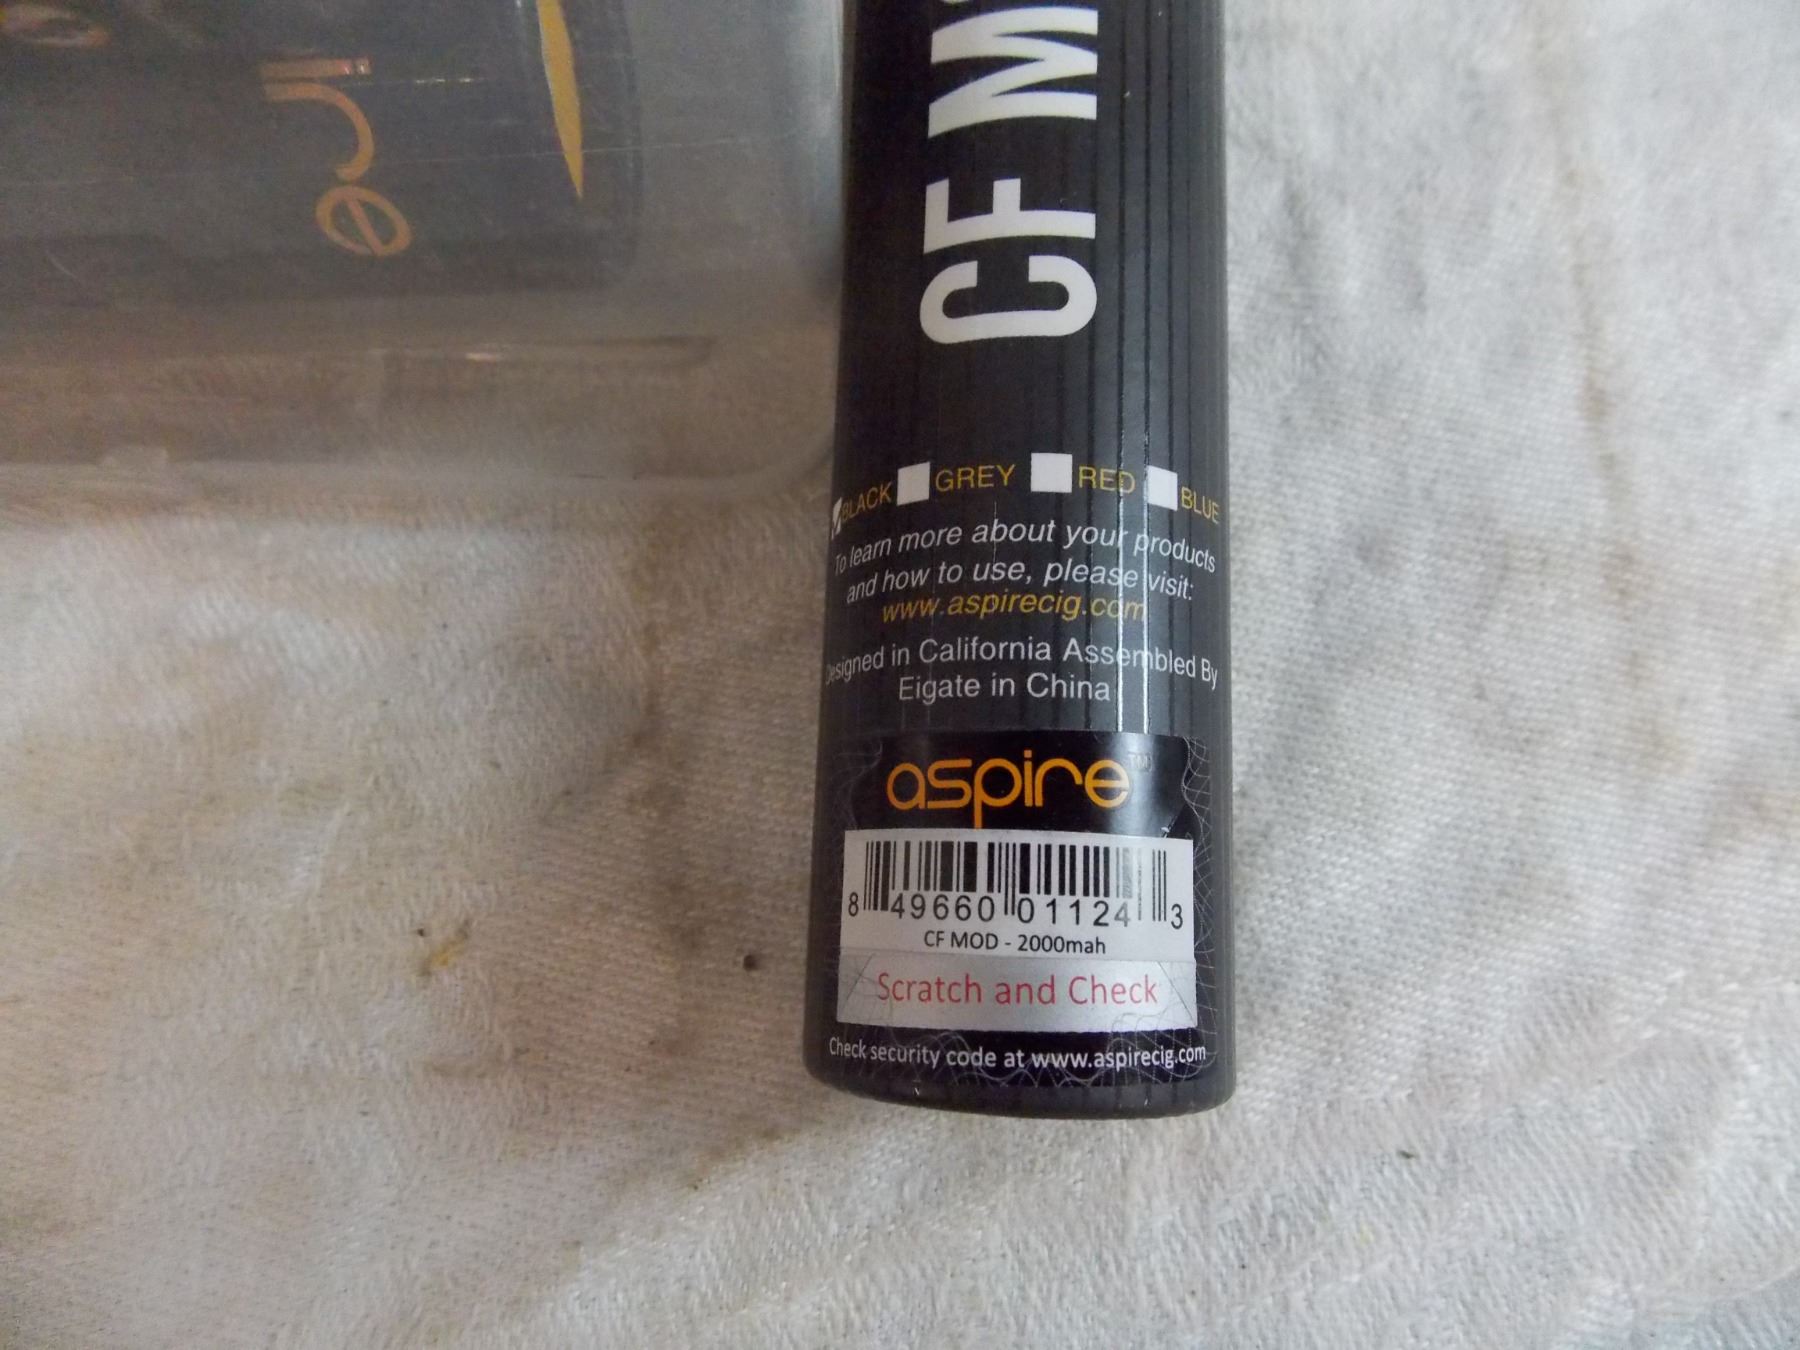 re
CF M
BLACK GREY RED BLUE
To learn more about your products
and how to use, please visit:
www.aspirecig.com
Designed in California Assembled By
Eigate in China
aspire™
8 49660 01124 3
CF MOD - 2000mah
Scratch and Check
Check security code at www.aspirecig.com